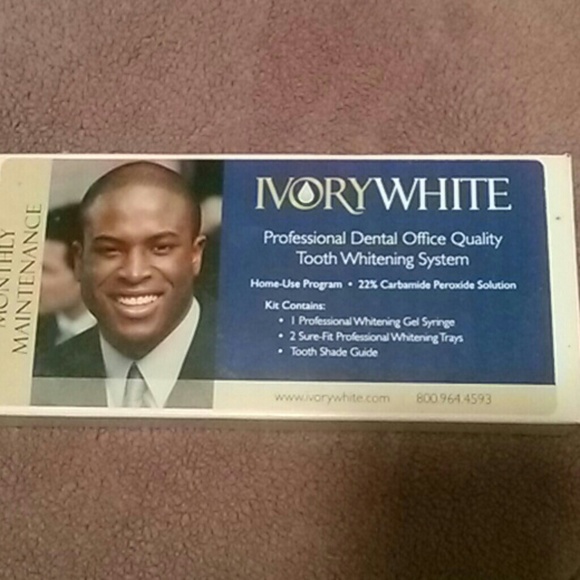 MONTHLY
MAINTENANCE
IVORYWHITE
Professional Dental Office Quality
Tooth Whitening System
Home-Use Program • 22% Carbamide Peroxide Solution
Kit Contains:
• 1 Professional Whitening Gel Syringe
• 2 Sure-Fit Professional Whitening Trays
• Tooth Shade Guide
www.ivorywhite.com 800.964.4593